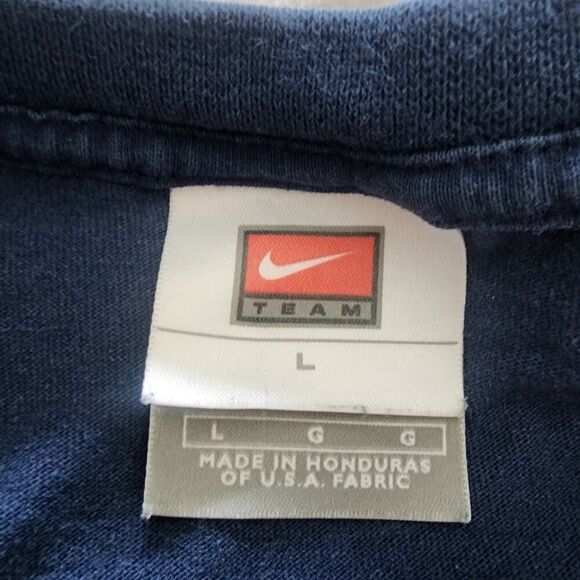 TEAM
L
L G G
MADE IN HONDURAS
OF U.S.A. FABRIC